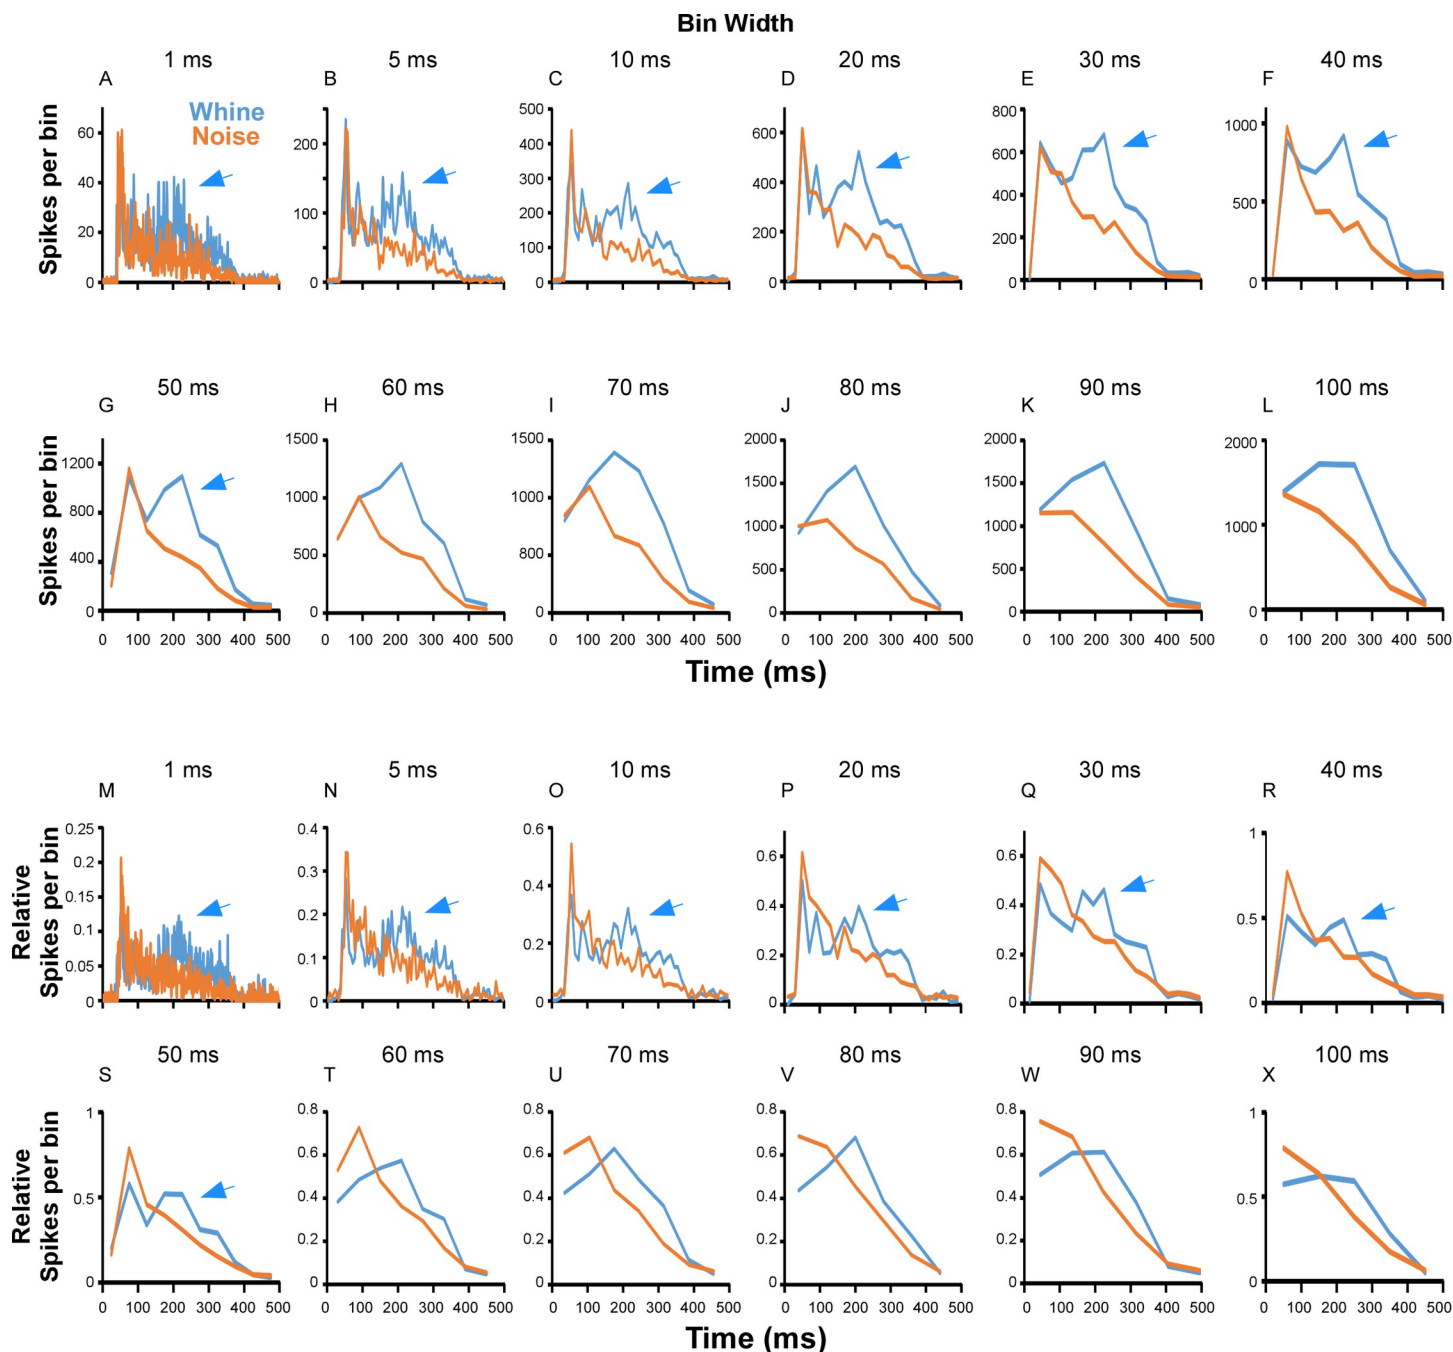 Bin Width
1 ms 5 ms 10 ms 20 ms 30 ms 40 ms
A B C D E F
Spikes per bin
Whine
Noise
60 40 20 0
200 150 100 50 0
500 400 300 200 100 0
600 400 200 0
800 600 400 200 0
1000 500 0
50 ms 60 ms 70 ms 80 ms 90 ms 100 ms
G H I J K L
Spikes per bin
1200 800 400 0
1500 1000 500 0
1500 1000 800 0
2000 1500 1000 500 0
2000 1500 1000 500 0
2000 1000 0
0 100 200 300 400 500
0 100 200 300 400 500
0 100 200 300 400 500
0 100 200 300 400 500
0 100 200 300 400 500
0 100 200 300 400 500
Time (ms)
1 ms 5 ms 10 ms 20 ms 30 ms 40 ms
M N O P Q R
Relative
Spikes per bin
0.25 0.2 0.15 0.1 0.05 0
0.4 0.3 0.2 0.1 0
0.6 0.4 0.2 0
0.6 0.4 0.2 0
0.6 0.4 0.2 0
1 0.5 0
50 ms 60 ms 70 ms 80 ms 90 ms 100 ms
S T U V W X
Relative
Spikes per bin
1 0.5 0
0.8 0.6 0.4 0.2 0
0.8 0.6 0.4 0.2 0
0.8 0.6 0.4 0.2 0
0.8 0.6 0.4 0.2 0
1 0.5 0
0 100 200 300 400 500
0 100 200 300 400 500
0 100 200 300 400 500
0 100 200 300 400 500
0 100 200 300 400 500
0 100 200 300 400 500
Time (ms)